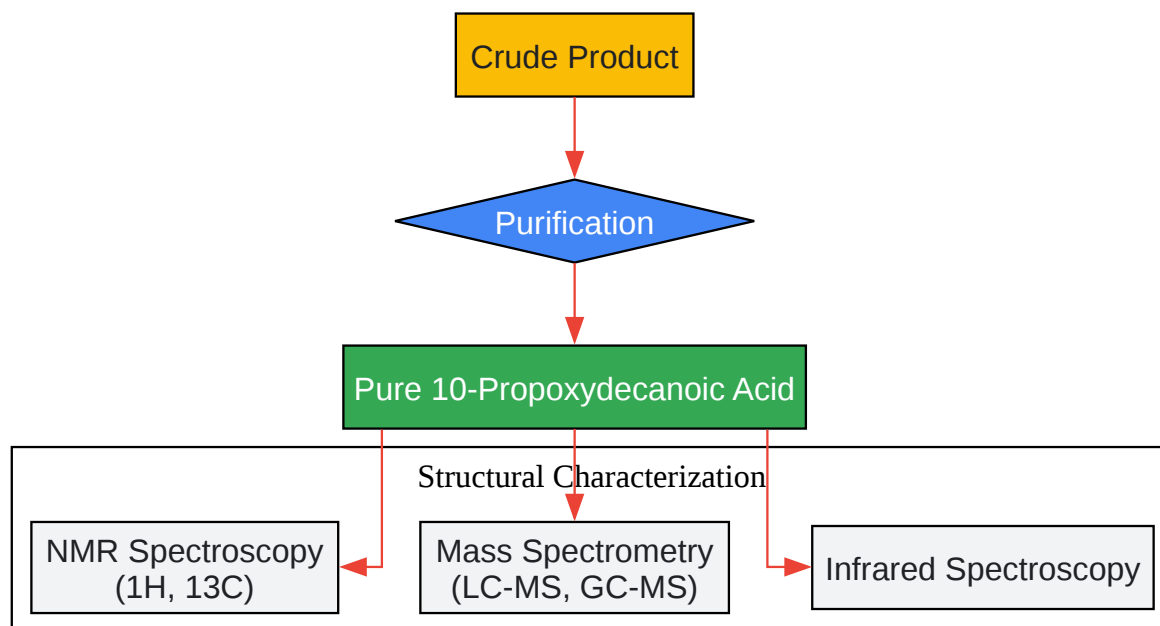 Crude Product
Purification
Pure 10-Propoxydecanoic Acid
Structural Characterization
NMR Spectroscopy
(1H, 13C)
Mass Spectrometry
(LC-MS, GC-MS)
Infrared Spectroscopy